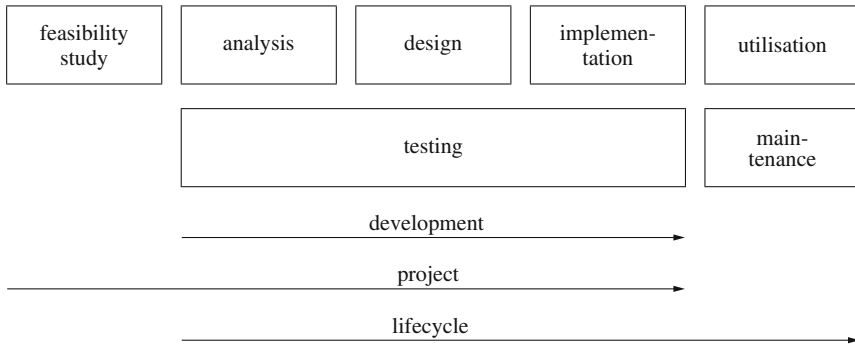 feasibility
study
analysis
design
implemen-
tation
utilisation
testing
main-
tenance
development
project
lifecycle